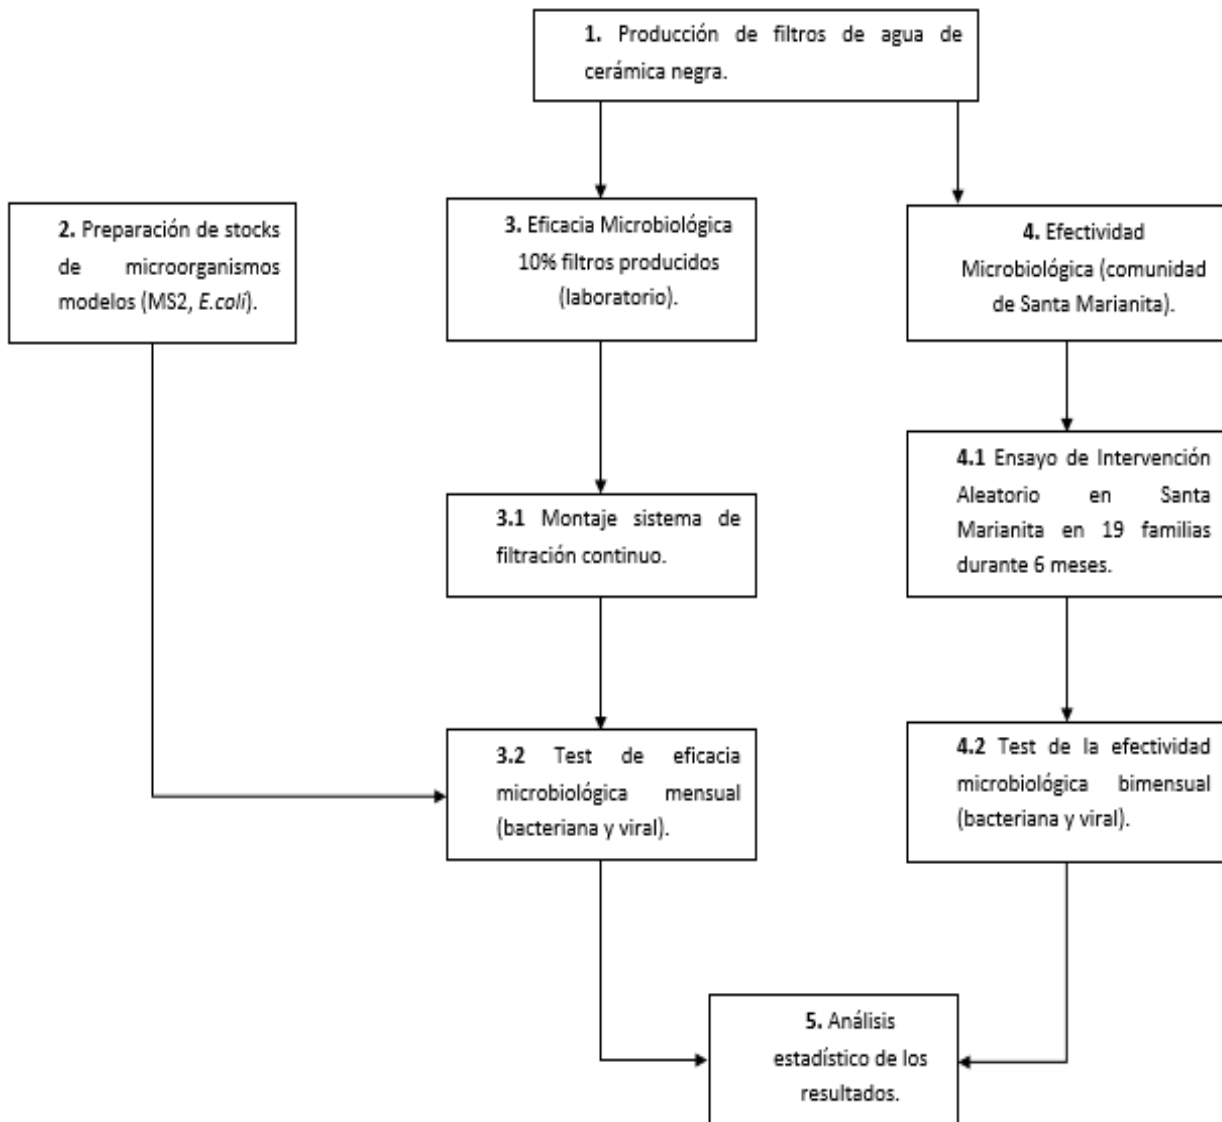 1. Producción de filtros de agua de
cerámica negra.
2. Preparación de stocks
de microorganismos
modelos (MS2, E.coli).
3. Eficacia Microbiológica
10% filtros producidos
(laboratorio).
4. Efectividad
Microbiológica (comunidad
de Santa Marianita).
3.1 Montaje sistema de
filtración continuo.
4.1 Ensayo de Intervención
Aleatorio en Santa
Marianita en 19 familias
durante 6 meses.
3.2 Test de eficacia
microbiológica mensual
(bacteriana y viral).
4.2 Test de la efectividad
microbiológica bimensual
(bacteriana y viral).
5. Análisis
estadístico de los
resultados.